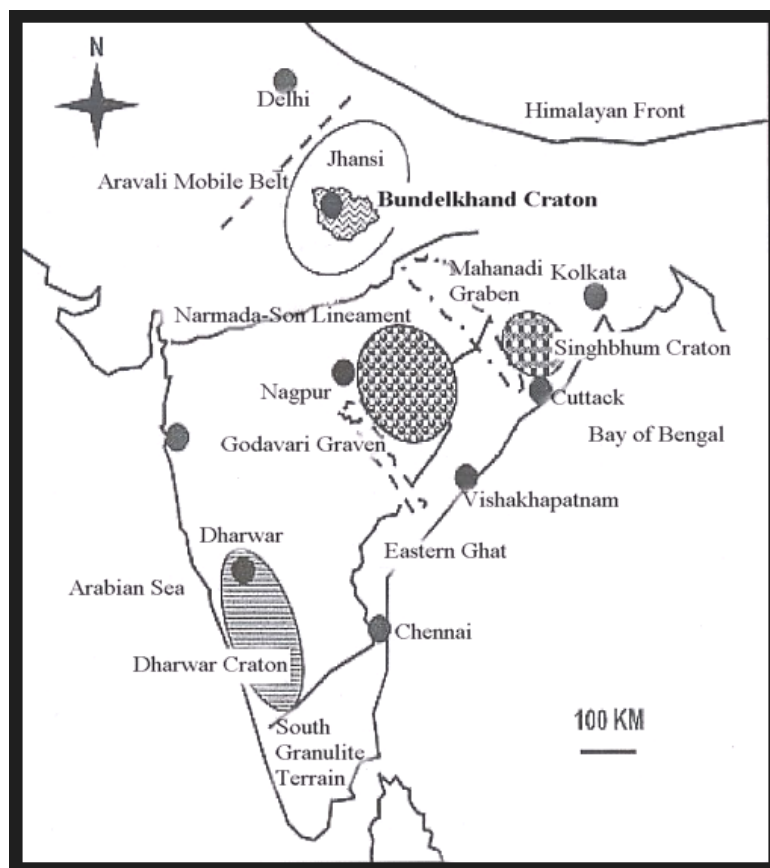 N
Delhi
Himalayan Front
Jhansi
Aravali Mobile Belt
Bundelkhand Craton
Mahanadi
Graben
Kolkata
Narmada-Son Lineament
Singhbhum Craton
Nagpur
Cuttack
Godavari Graven
Bay of Bengal
Vishakhapatnam
Dharwar
Eastern Ghat
Arabian Sea
Chennai
Dharwar Craton
100 KM
South
Granulite
Terrain